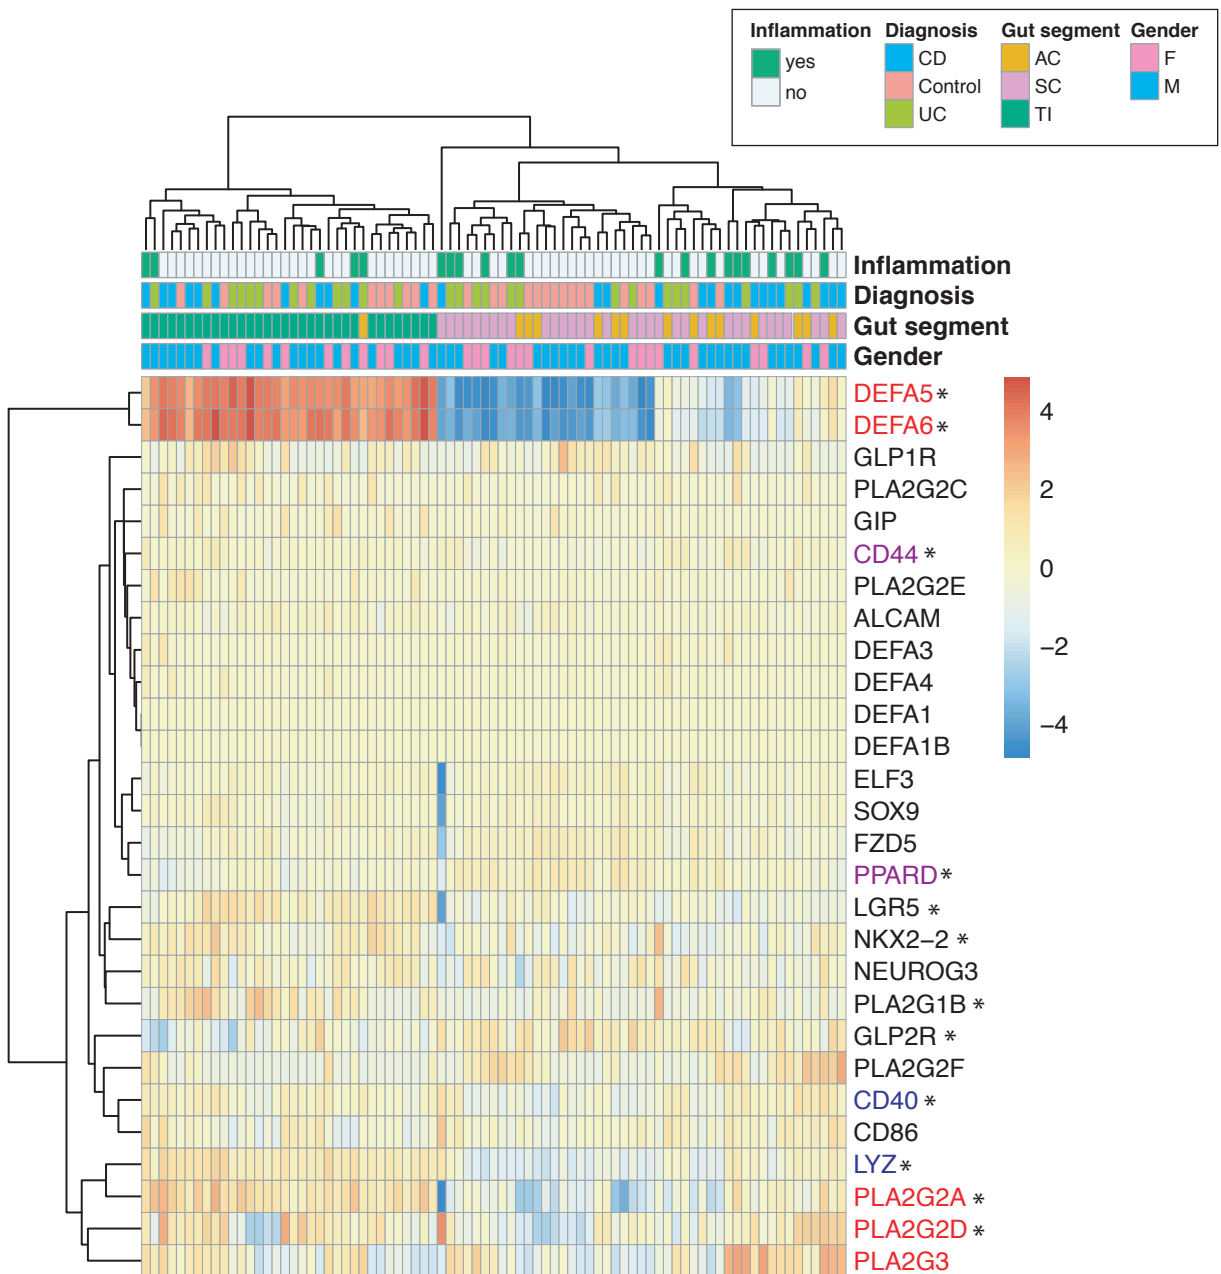 Inflammation Diagnosis Gut segment Gender
yes CD AC F
no Control SC M
UC TI
Inflammation
Diagnosis
Gut segment
Gender
DEFA5*
DEFA6*
GLP1R
PLA2G2C
GIP
CD44 *
PLA2G2E
ALCAM
DEFA3
DEFA4
DEFA1
DEFA1B
ELF3
SOX9
FZD5
PPARD*
LGR5 *
NKX2−2 *
NEUROG3
PLA2G1B *
GLP2R *
PLA2G2F
CD40 *
CD86
LYZ*
PLA2G2A *
PLA2G2D *
PLA2G3
4
2
0
−2
−4